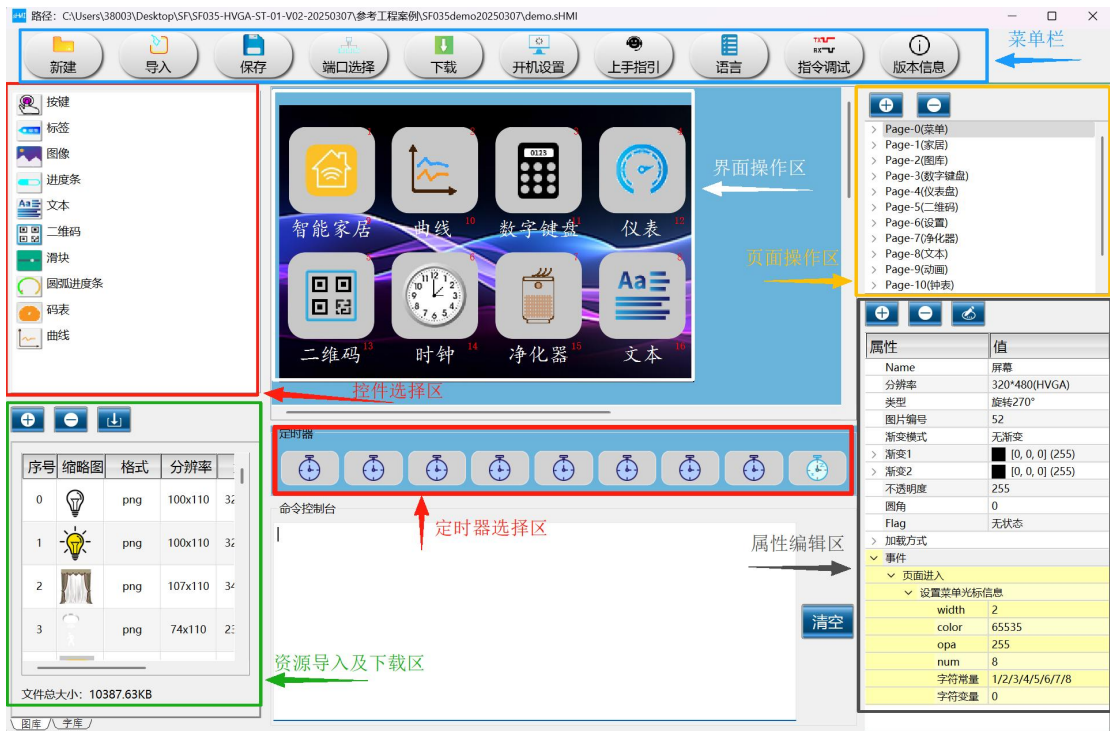 sHMI 路径： C:\Users\38003\Desktop\SF\SF035-HVGA-ST-01-V02-20250307\参考工程案例\SF035demo20250307\demo.sHMI
新建 导入 保存 端口选择 下载 开机设置 上手指引 语言 指令调试 版本信息
菜单栏
按键
标签
图像
进度条
文本
二维码
滑块
圆弧进度条
码表
曲线
控件选择区
智能家居 曲线 数字键盘 仪表
二维码 时钟 净化器 文本
界面操作区
页面操作区
Page-0(菜单)
Page-1(家居)
Page-2(图库)
Page-3(数字键盘)
Page-4(仪表盘)
Page-5(二维码)
Page-6(设置)
Page-7(净化器)
Page-8(文本)
Page-9(动画)
Page-10(钟表)
属性 值
Name 屏幕
分辨率 320*480(HVGA)
类型 旋转270°
图片编号 52
渐变模式 无渐变
渐变1 [0, 0, 0] (255)
渐变2 [0, 0, 0] (255)
不透明度 255
圆角 0
Flag 无状态
加载方式
事件
页面进入
设置菜单光标信息
width 2
color 65535
opa 255
num 8
字符常量 1/2/3/4/5/6/7/8
字符变量 0
属性编辑区
定时器
定时器选择区
命令控制台
清空
序号 缩略图 格式 分辨率
0 png 100x110 32
1 png 100x110 32
2 png 107x110 34
3 png 74x110
文件总大小： 10387.63KB
图库 字库
资源导入及下载区